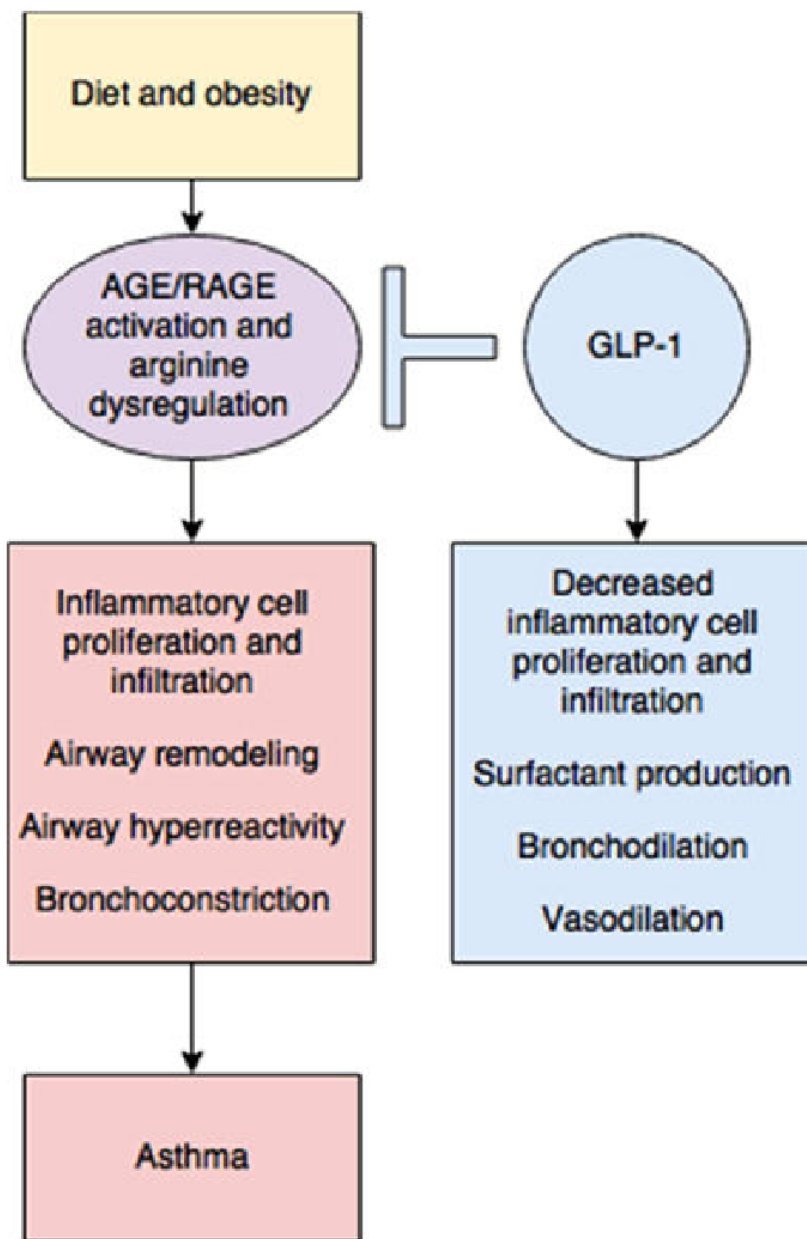 Diet and obesity
AGE/RAGE
activation and
arginine
dysregulation
GLP-1
Inflammatory cell
proliferation and
infiltration
Airway remodeling
Airway hyperreactivity
Bronchoconstriction
Decreased
inflammatory cell
proliferation and
infiltration
Surfactant production
Bronchodilation
Vasodilation
Asthma